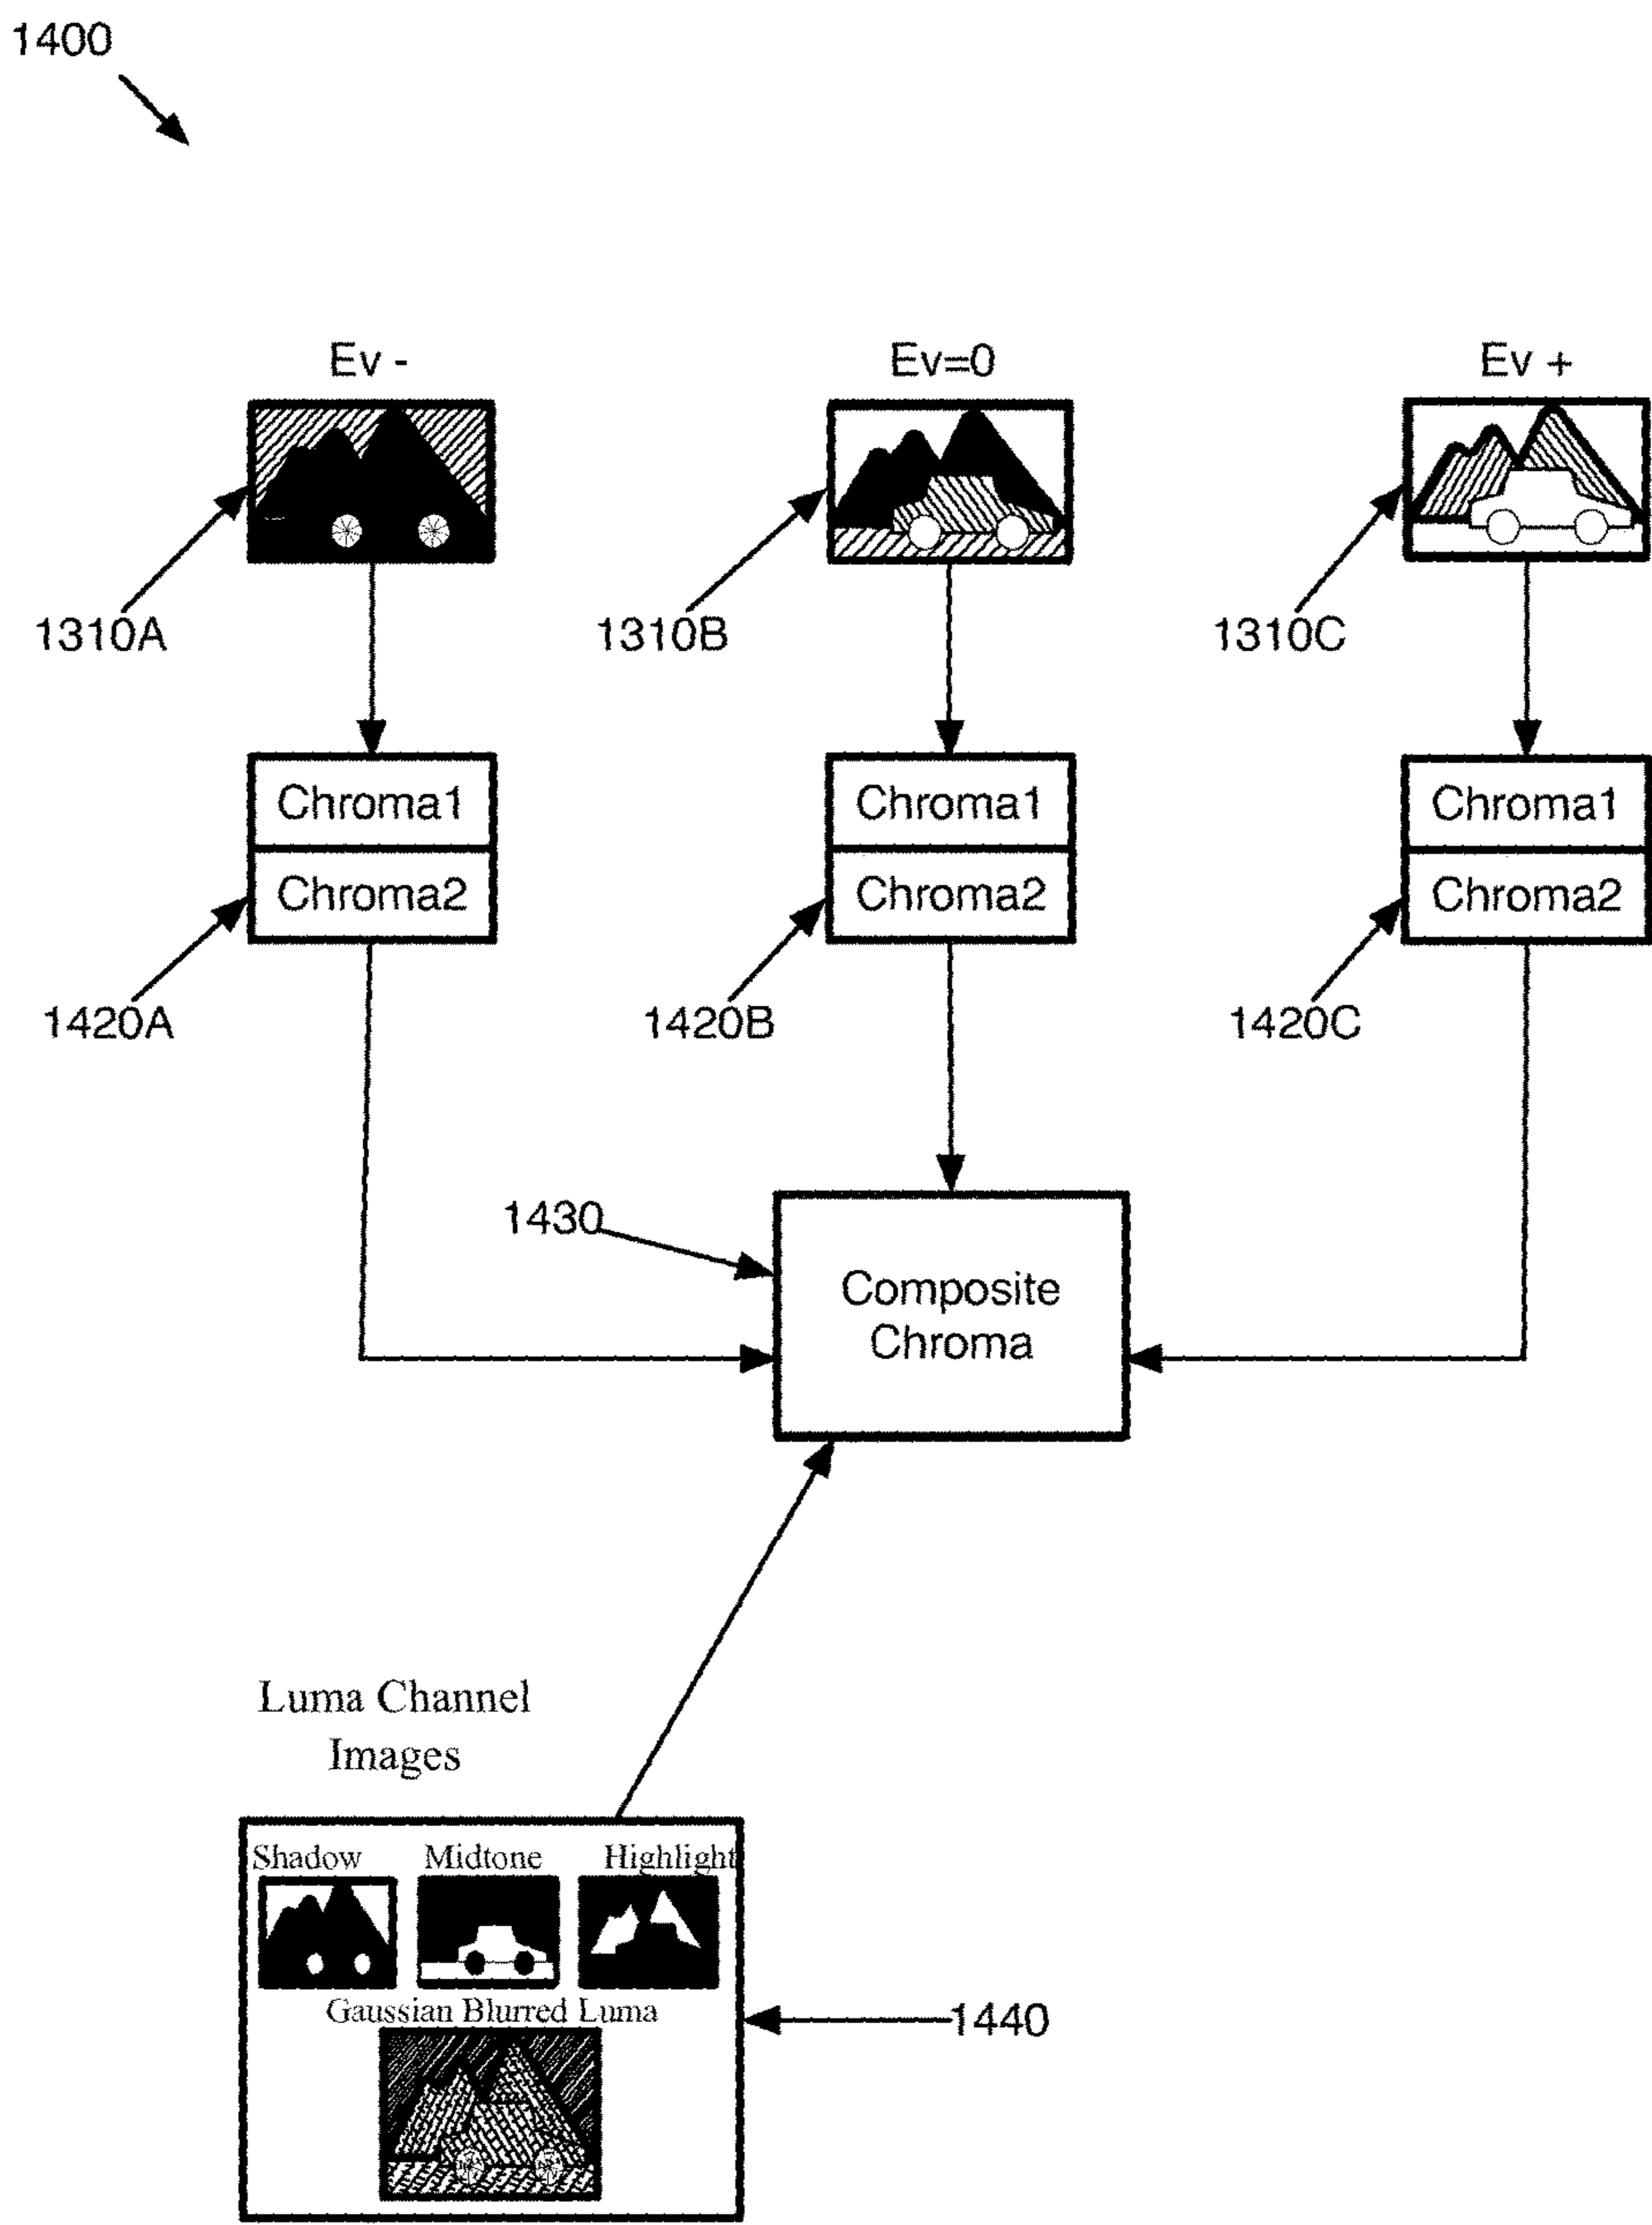 1400
Ev -
Ev=0
Ev +
1310A
1310B
1310C
Chroma1
Chroma2
Chroma1
Chroma2
Chroma1
Chroma2
1420A
1420B
1420C
1430
Composite
Chroma
Luma Channel
Images
Shadow
Midtone
Highlight
Gaussian Blurred Luma
1440